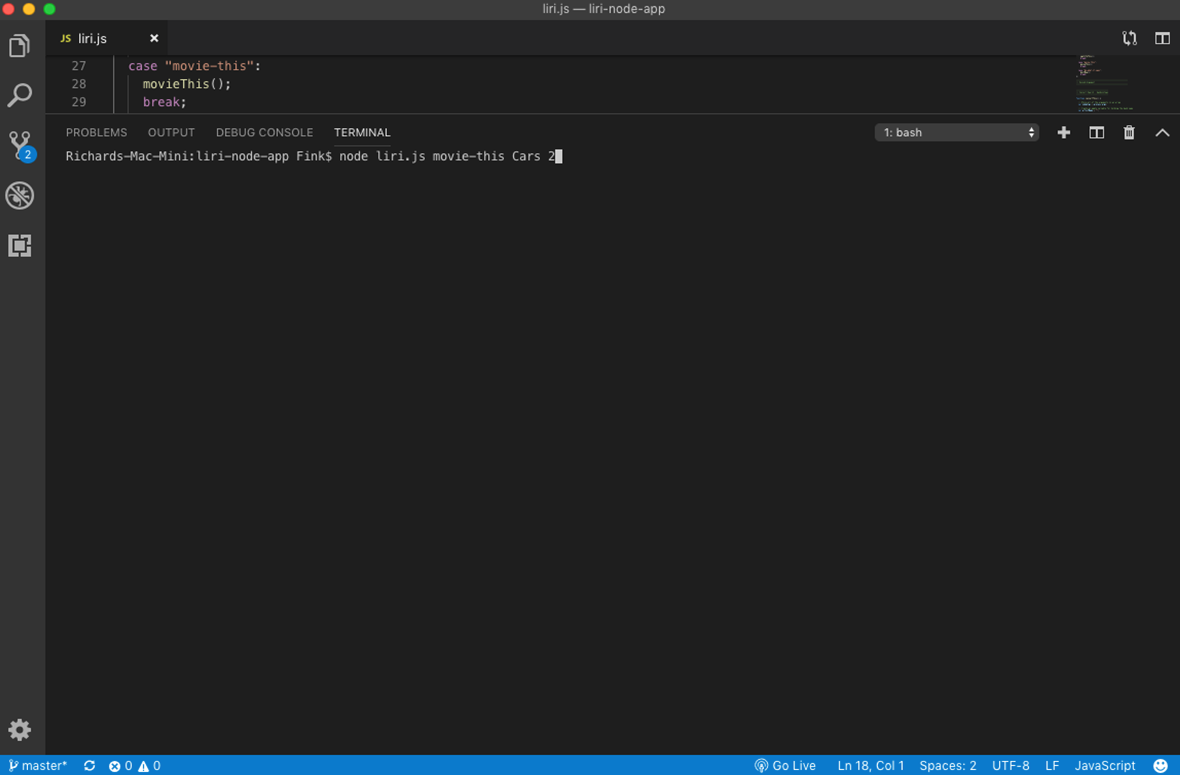 liri.js — liri-node-app
JS liri.js
27 case "movie-this":
28 movieThis();
29 break;
PROBLEMS OUTPUT DEBUG CONSOLE TERMINAL 1: bash
Richards-Mac-Mini:liri-node-app Fink$ node liri.js movie-this Cars 2
2
master* 0 0 Go Live Ln 18, Col 1 Spaces: 2 UTF-8 LF JavaScript